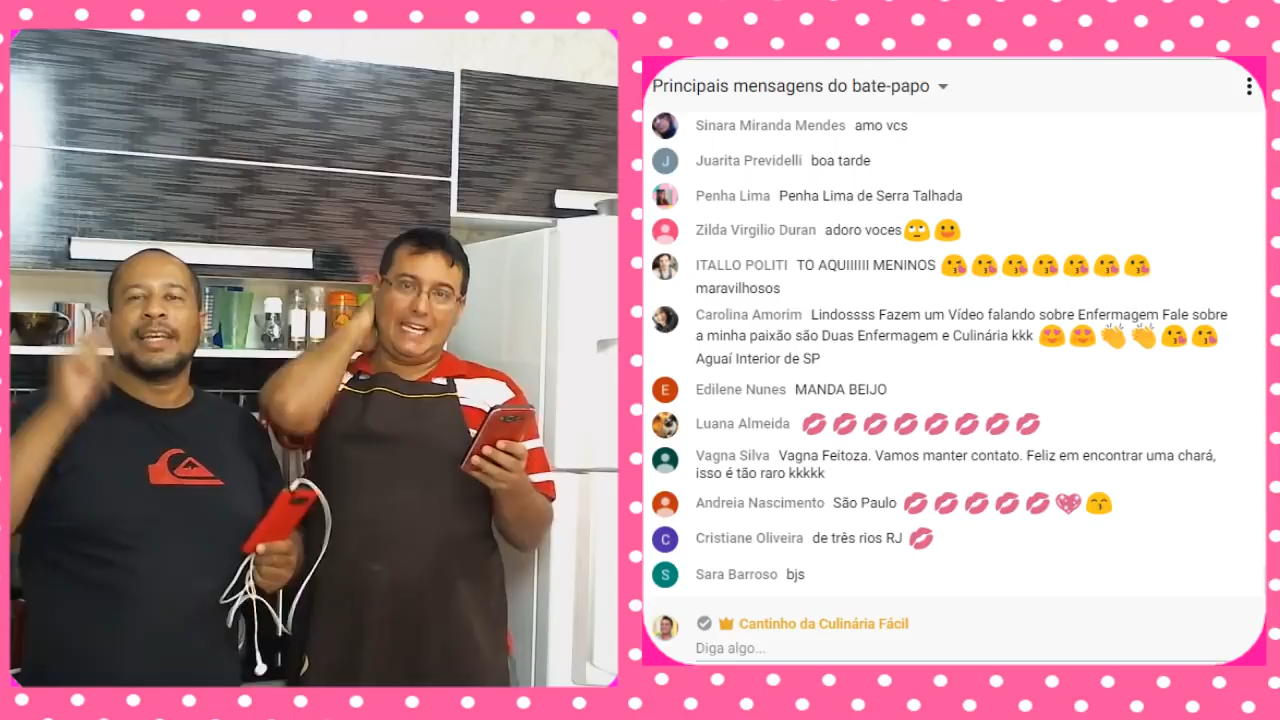 Principais mensagens do bate-papo
Sinara Miranda Mendes amo vcs
J Juarita Previdelli boa tarde
Penha Lima Penha Lima de Serra Talhada
Zilda Virgilio Duran adoro voces🙄😛
ITALLO POLITI TO AQUIIIIII MENINOS 😘😘😘😘😘😘😘
maravilhosos
Carolina Amorim Lindossss Fazem um Vídeo falando sobre Enfermagem Fale sobre
a minha paixão são Duas Enfermagem e Culinária kkk 😍😍👏👏😘😘
Aguaí Interior de SP
E Edilene Nunes MANDA BEIJO
Luana Almeida 💋💋💋💋💋💋💋💋
Vagna Silva Vagna Feitoza. Vamos manter contato. Feliz em encontrar uma chará,
isso é tão raro kkkkk
Andreia Nascimento São Paulo 💋💋💋💋💋💖😙
C Cristiane Oliveira de três rios RJ 💋
S Sara Barroso bjs
Cantinho da Culinária Fácil
Diga algo...